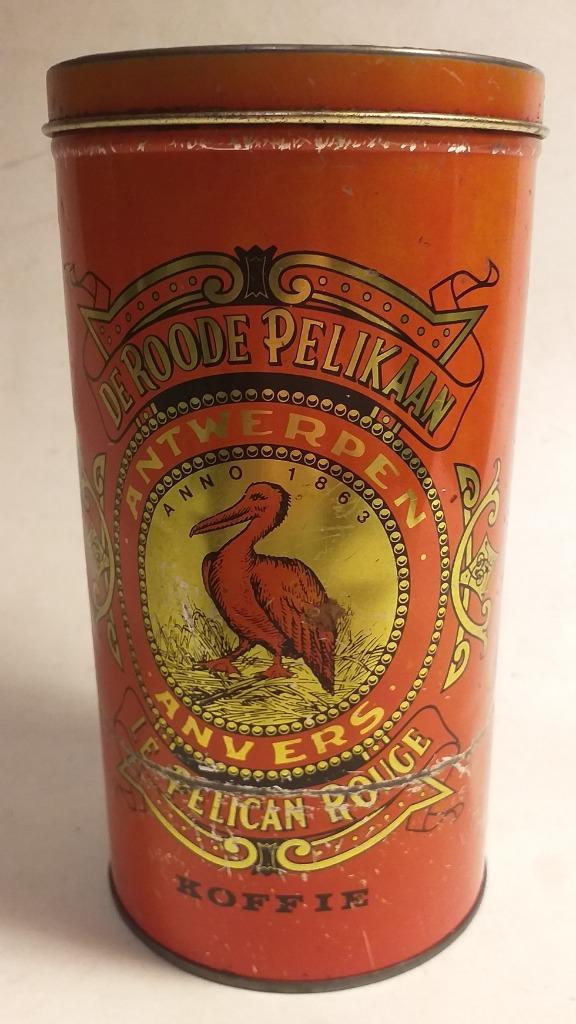 DE ROODE PELIKAAN
ANTWERPEN
ANNO 1863
ANVERS
LE PELICAN ROUGE
KOFFIE